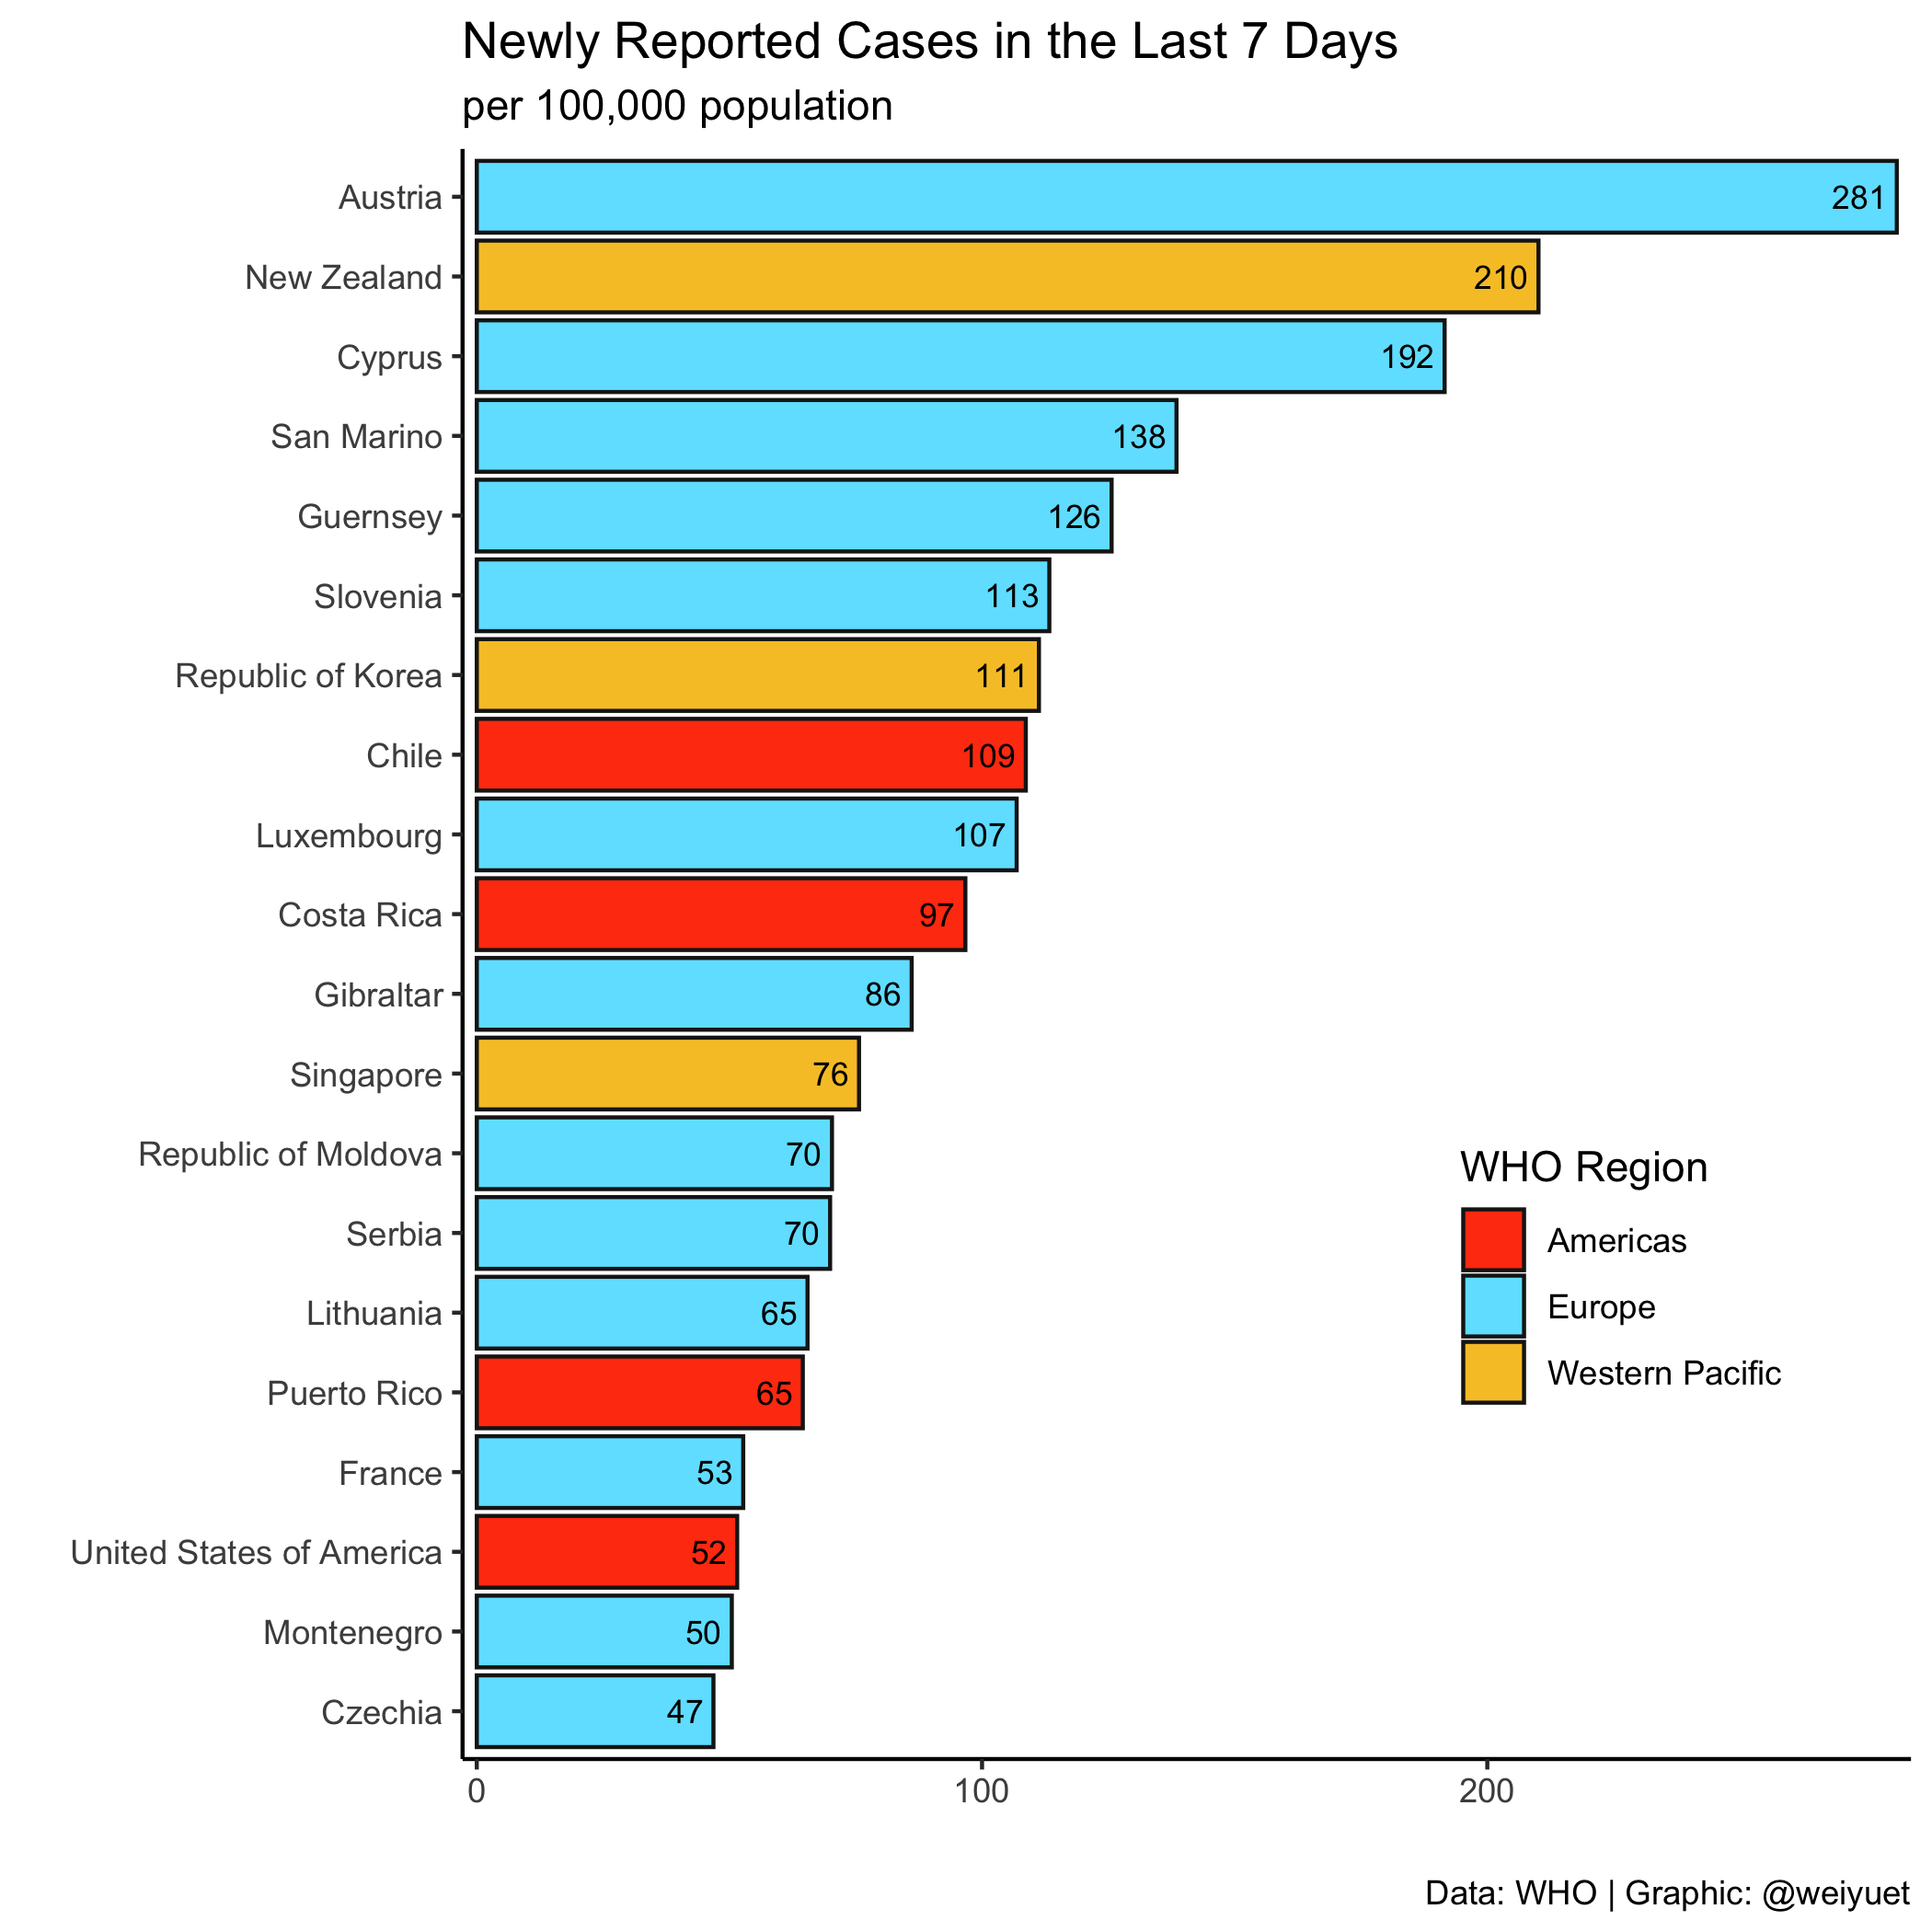 Newly Reported Cases in the Last 7 Days
per 100,000 population
Austria 281
New Zealand 210
Cyprus 192
San Marino 138
Guernsey 126
Slovenia 113
Republic of Korea 111
Chile 109
Luxembourg 107
Costa Rica 97
Gibraltar 86
Singapore 76
Republic of Moldova 70
Serbia 70
Lithuania 65
Puerto Rico 65
France 53
United States of America 52
Montenegro 50
Czechia 47
0 100 200
WHO Region
Americas
Europe
Western Pacific
Data: WHO | Graphic: @weiyuet